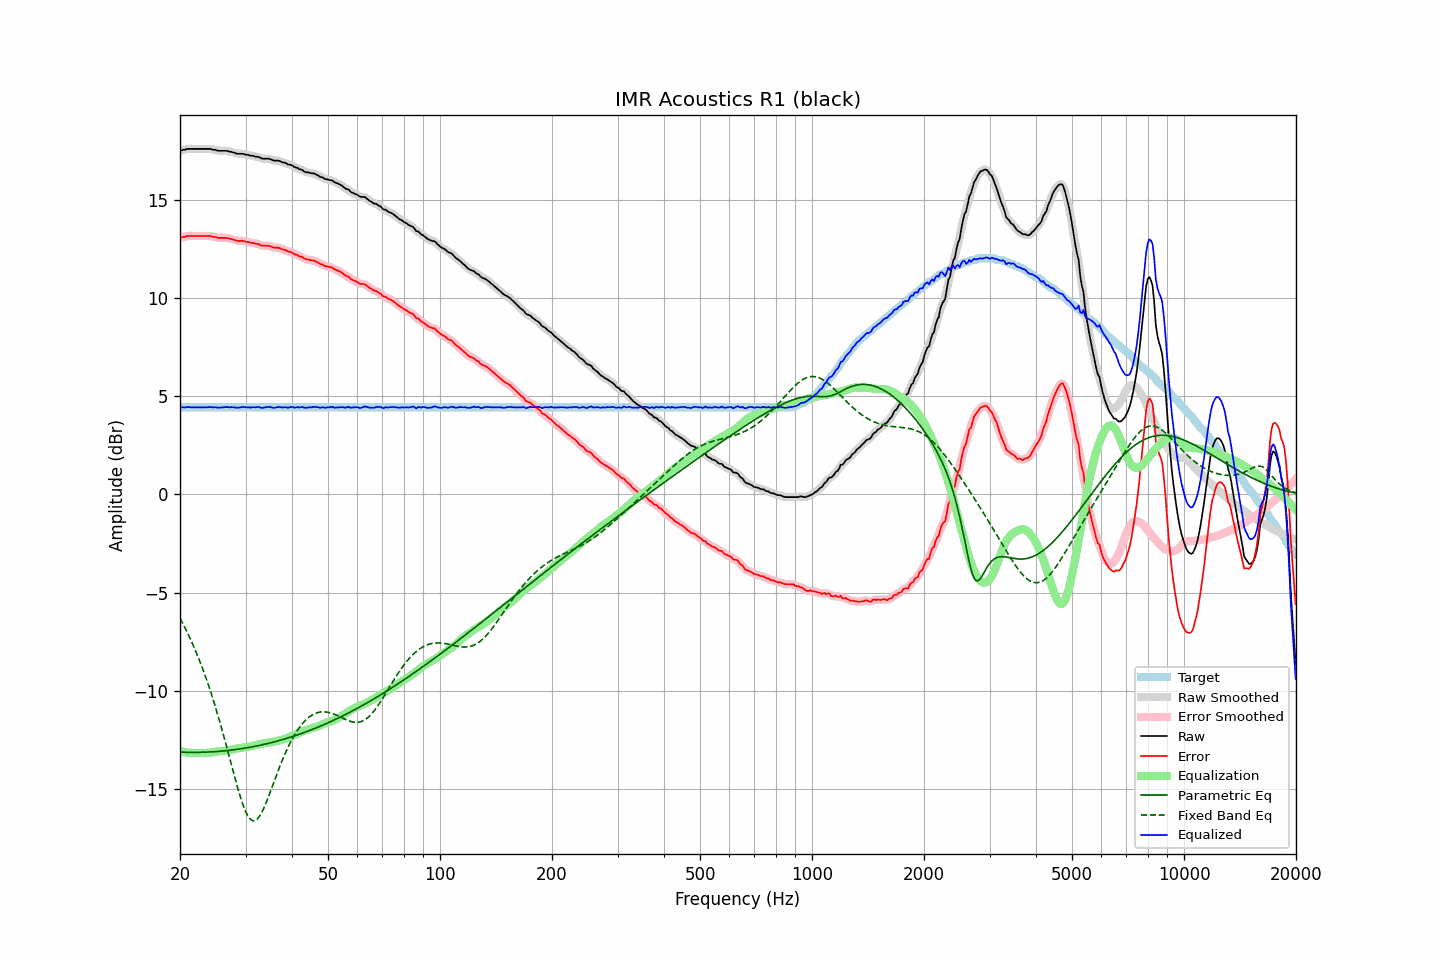 IMR Acoustics R1 (black)
Amplitude (dBr)
15
10
5
0
−5
−10
−15
20
50
100
200
500
1000
2000
5000
10000
20000
Frequency (Hz)
Target
Raw Smoothed
Error Smoothed
Raw
Error
Equalization
Parametric Eq
Fixed Band Eq
Equalized